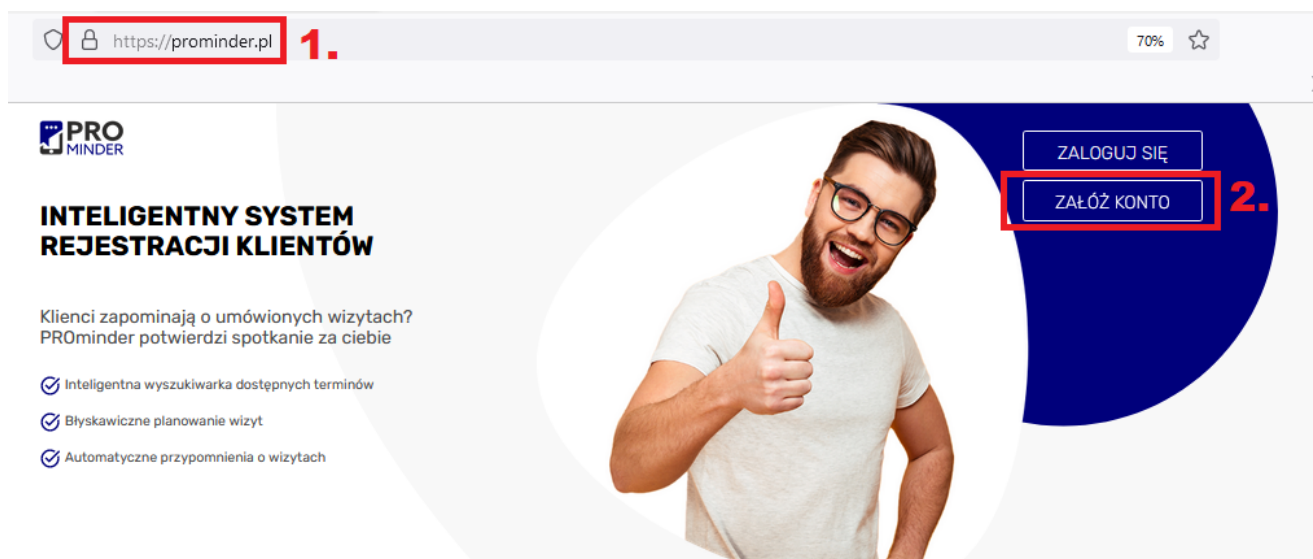 https://prominder.pl
1.
70%
PRO
MINDER
ZALOGUJ SIĘ
ZAŁÓŻ KONTO
2.
INTELIGENTNY SYSTEM
REJESTRACJI KLIENTÓW
Klienci zapominają o umówionych wizytach?
PROminder potwierdzi spotkanie za ciebie
Inteligentna wyszukiwarka dostępnych terminów
Błyskawiczne planowanie wizyt
Automatyczne przypomnienia o wizytach